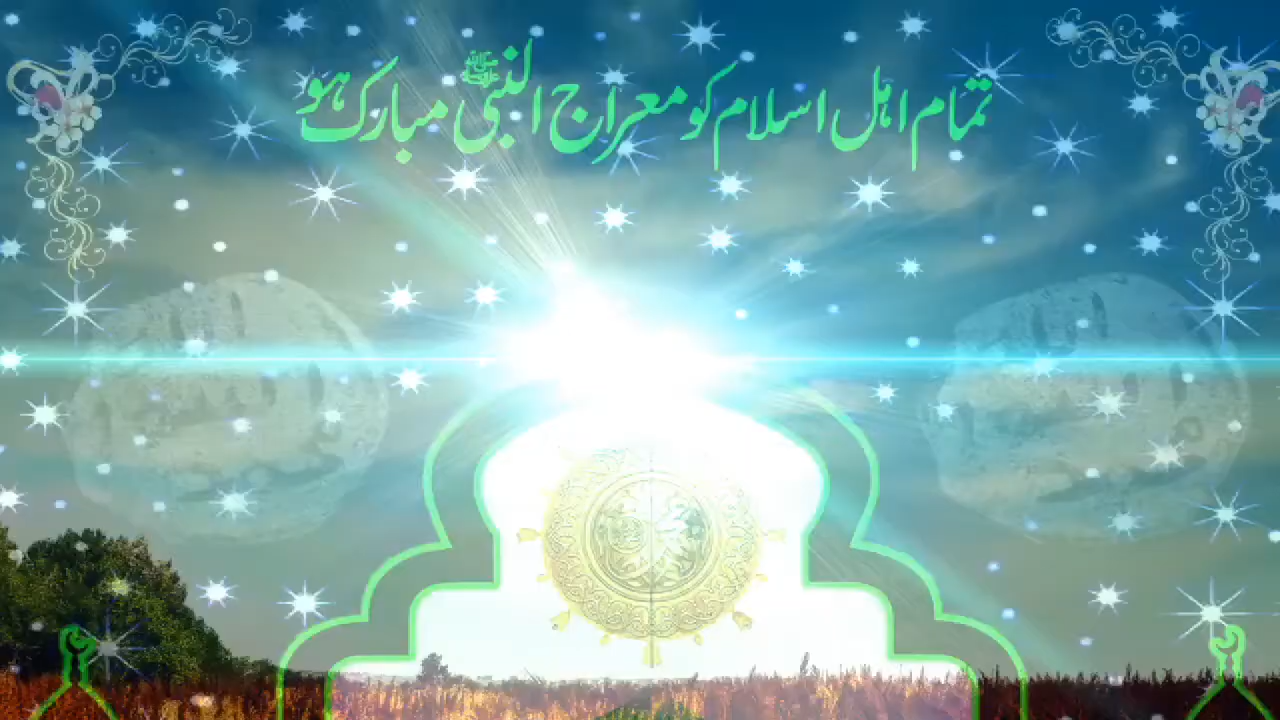 تمام اہل اسلام کو معراج النبی ﷺ مبارک ہو